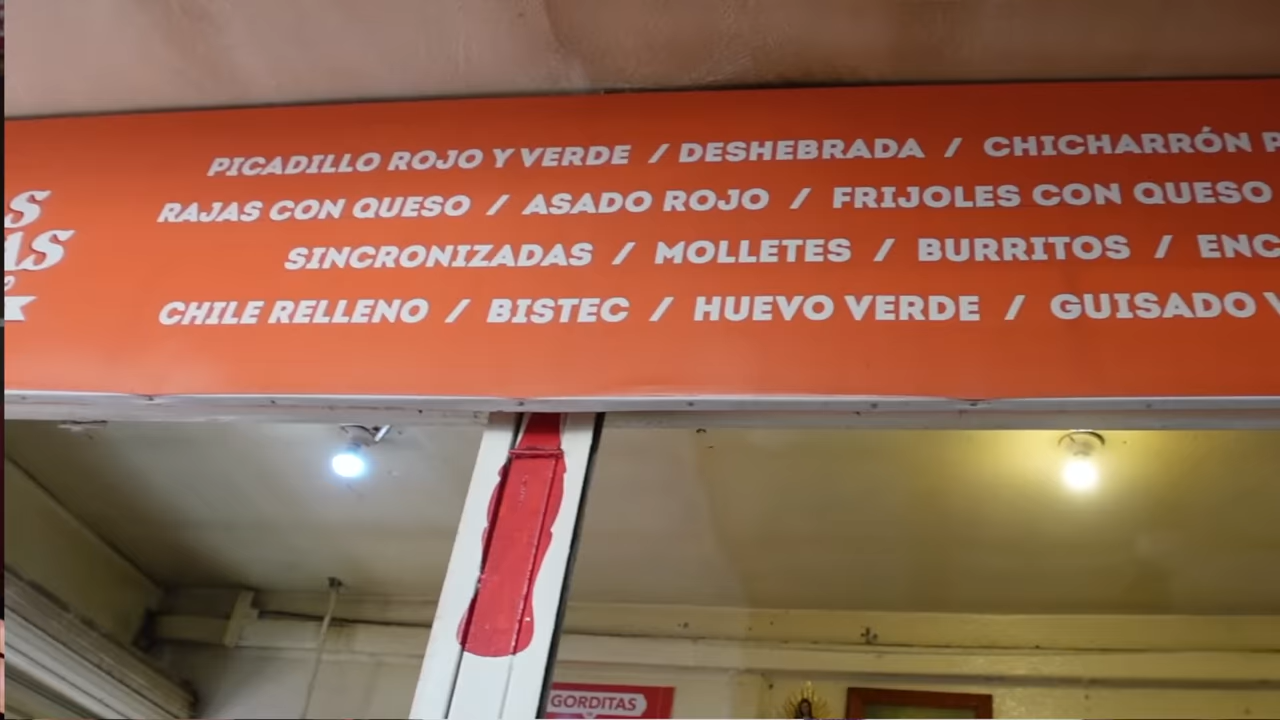 PICADILLO ROJO Y VERDE / DESHEBRADA / CHICHARRÓN
RAJAS CON QUESO / ASADO ROJO / FRIJOLES CON QUESO
SINCRONIZADAS / MOLLETES / BURRITOS /
CHILE RELLENO / BISTEC / HUEVO VERDE / GUISADO
GORDITAS